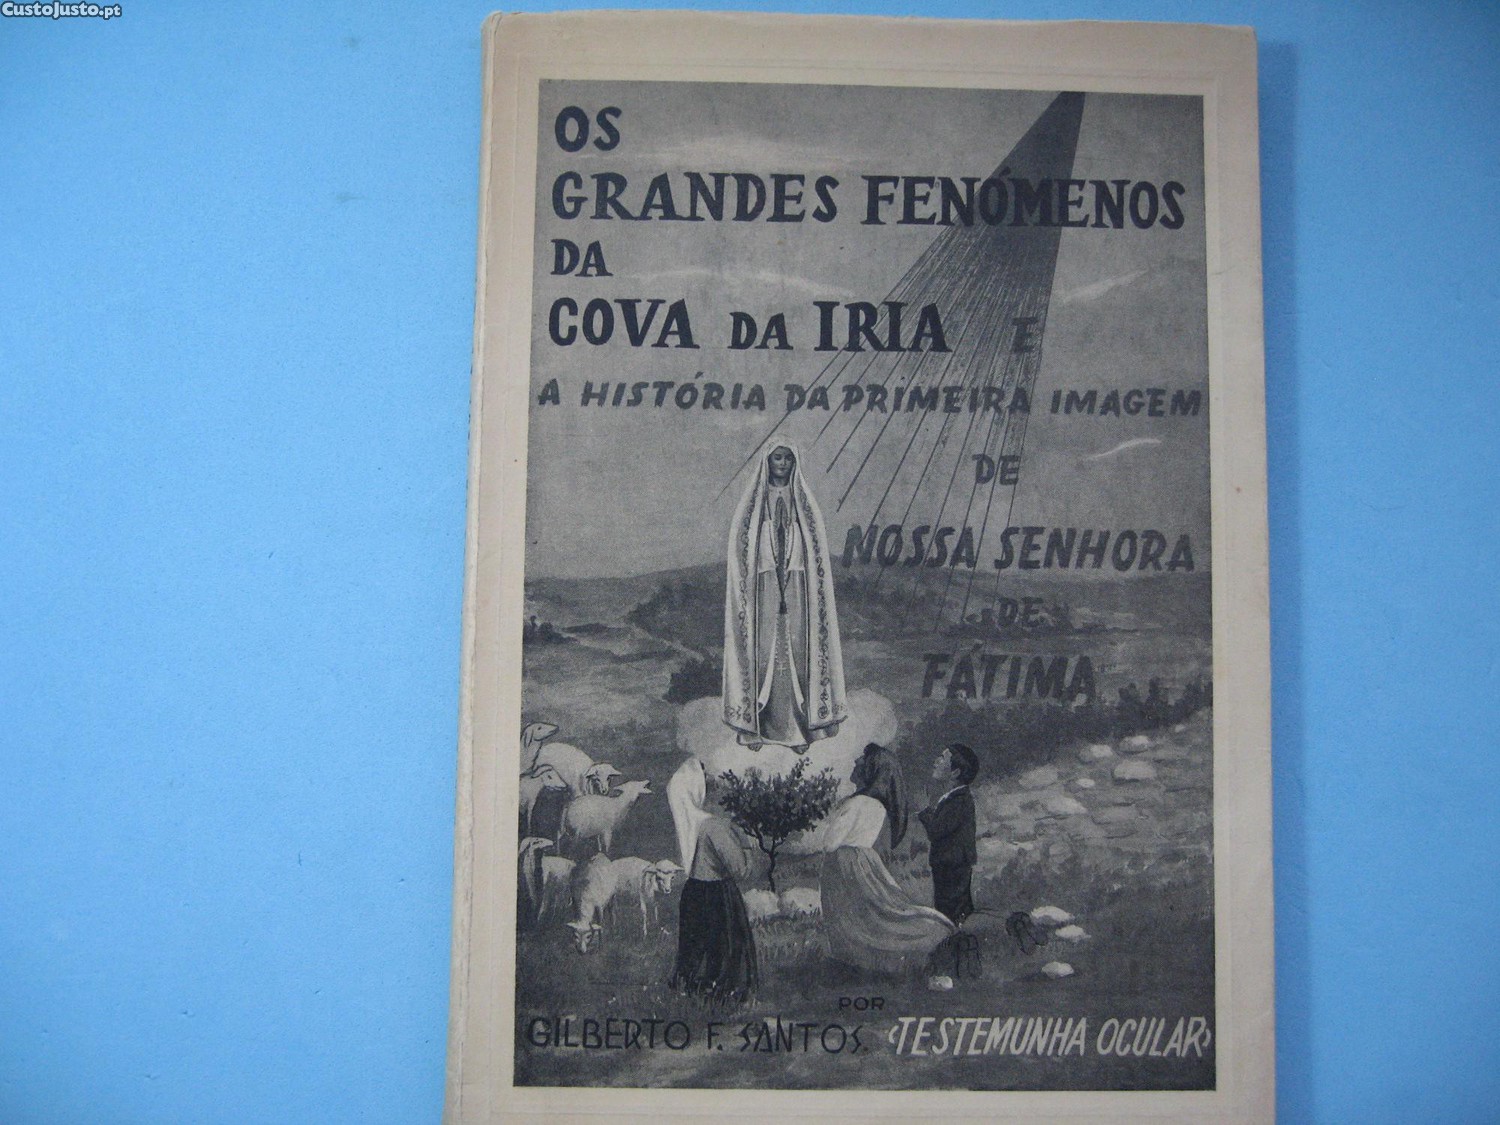 CustoJusto.pt
OS
GRANDES FENÓMENOS
DA
COVA DA IRIA E
A HISTÓRIA DA PRIMEIRA IMAGEM
DE
NOSSA SENHORA
DE
FÁTIMA
POR
GILBERTO F. SANTOS. ‹TESTEMUNHA OCULAR›